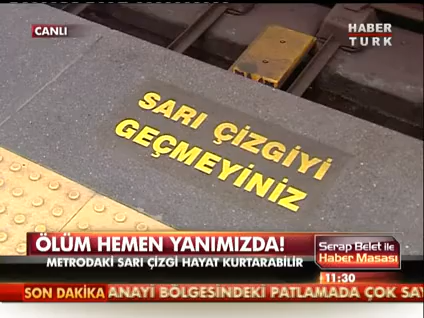 CANLI
HABER
TURK
SARI ÇİZGİYİ
GEÇMEYİNİZ
ÖLÜM HEMEN YANIMIZDA!
METRODAKİ SARI ÇİZGİ HAYAT KURTARABİLİR
Serap Belet ile
Haber Masası
11:30
SON DAKİKA ANAYİ BÖLGESİNDEKİ PATLAMADA ÇOK SAY